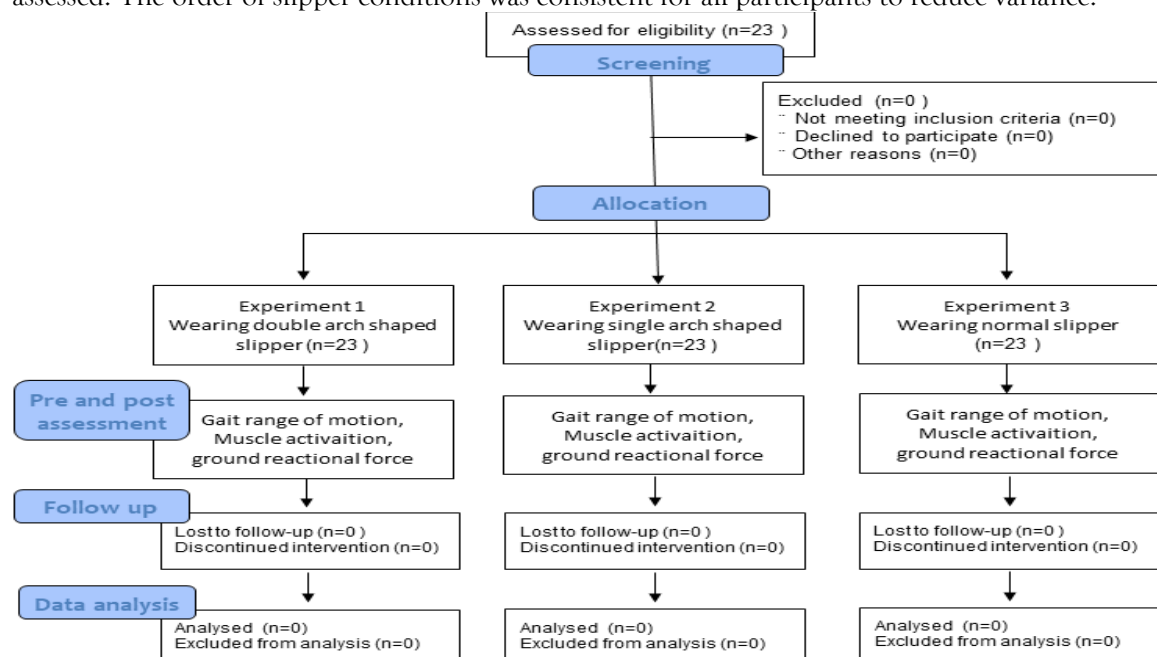 assessed. The order of slipper conditions was consistent for all participants to reduce variance.
Assessed for eligibility (n=23 )
Screening
Excluded (n=0 )
¨ Not meeting inclusion criteria (n=0)
¨ Declined to participate (n=0)
¨ Other reasons (n=0)
Allocation
Experiment 1
Wearing double arch shaped
slipper(n=23 )
Experiment 2
Wearing single arch shaped
slipper(n=23 )
Experiment 3
Wearing normal slipper
(n=23 )
Pre and post
assessment
Gait range of motion,
Muscle activaition,
ground reactional force
Gait range of motion,
Muscle activaition,
ground reactional force
Gait range of motion,
Muscle activaition,
ground reactional force
Follow up
Lost to follow-up (n=0 )
Discontinued intervention (n=0)
Lost to follow-up (n=0 )
Discontinued intervention (n=0)
Lost to follow-up (n=0 )
Discontinued intervention (n=0)
Data analysis
Analysed (n=0)
Excluded from analysis (n=0)
Analysed (n=0)
Excluded from analysis (n=0)
Analysed (n=0)
Excluded from analysis (n=0)